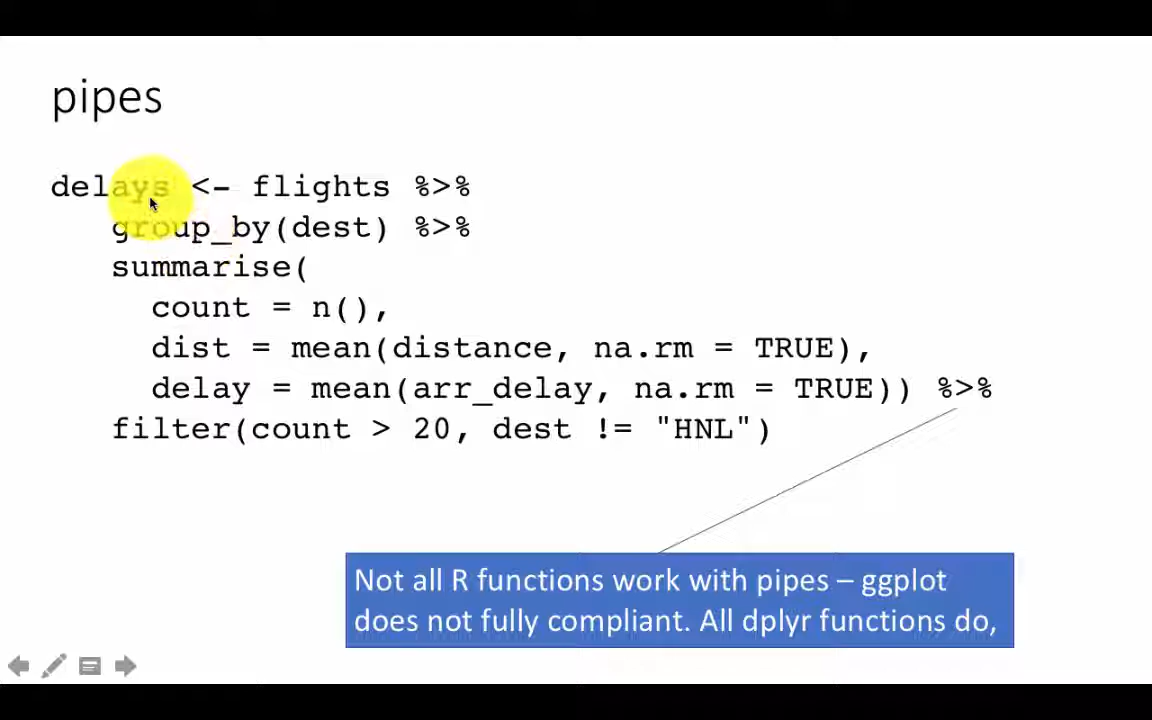 pipes
delays <- flights %>%
group_by(dest) %>%
summarise(
count = n(),
dist = mean(distance, na.rm = TRUE),
delay = mean(arr_delay, na.rm = TRUE)) %>%
filter(count > 20, dest != "HNL")
Not all R functions work with pipes – ggplot
does not fully compliant. All dplyr functions do,